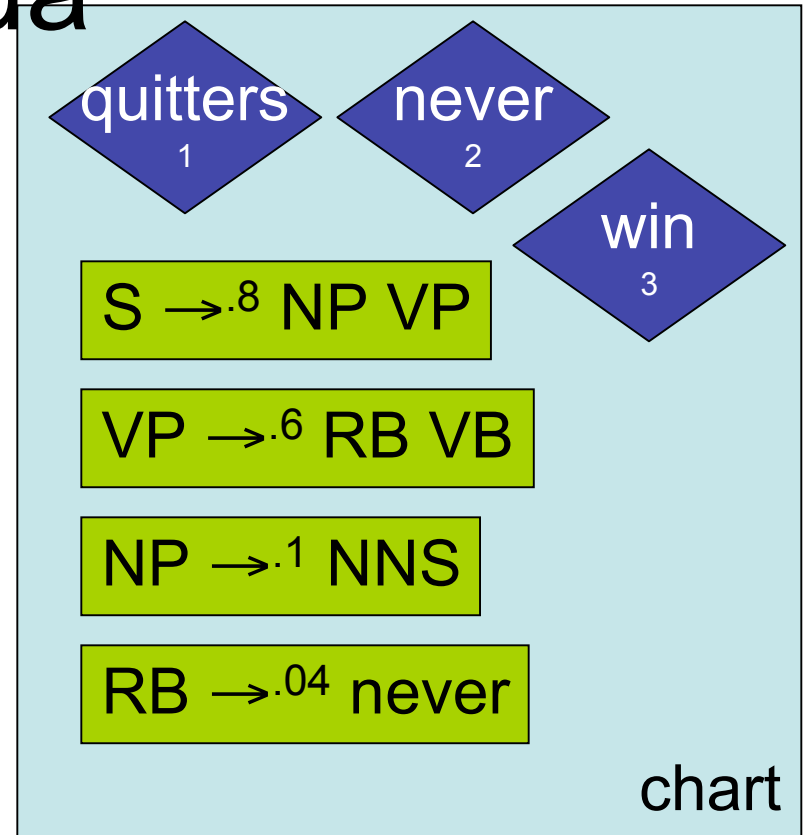 quitters
1
never
2
win
3
S →.8 NP VP
VP →.6 RB VB
NP →.1 NNS
RB →.04 never
chart